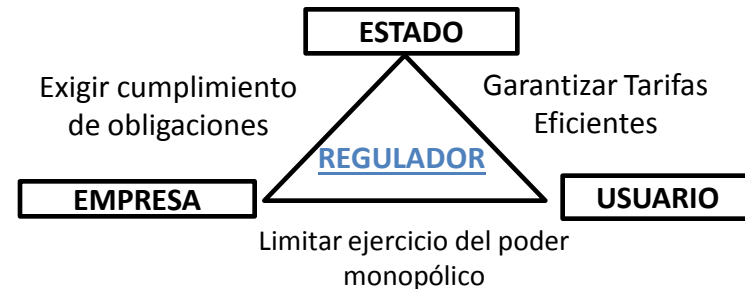 ESTADO
Exigir cumplimiento
de obligaciones
Garantizar Tarifas
Eficientes
REGULADOR
EMPRESA
USUARIO
Limitar ejercicio del poder
monopólico